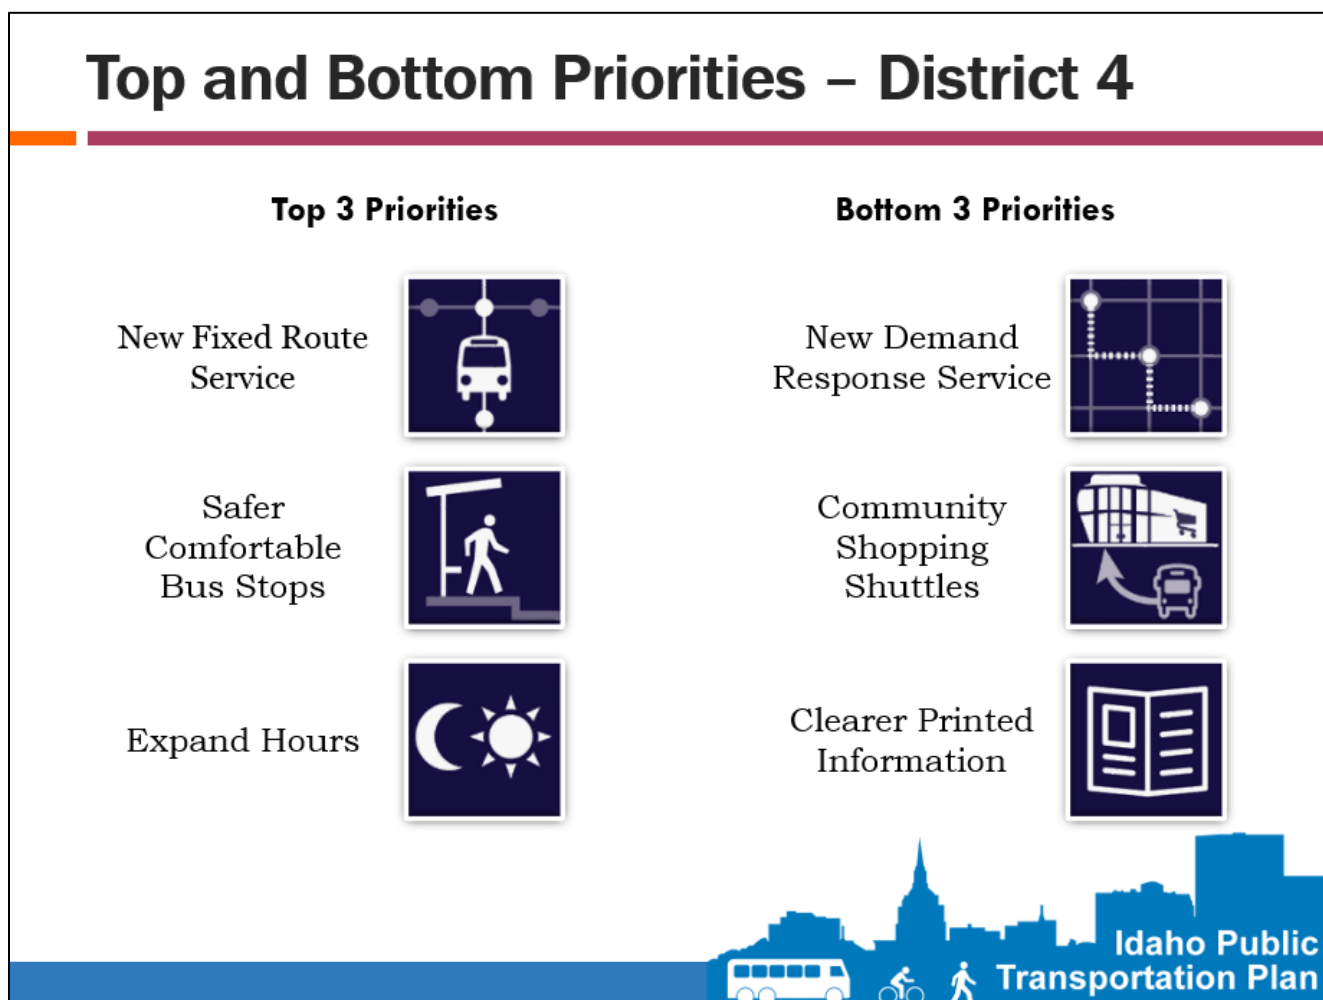 Top and Bottom Priorities – District 4
Top 3 Priorities
New Fixed Route
Service
Safer
Comfortable
Bus Stops
Expand Hours
Bottom 3 Priorities
New Demand
Response Service
Community
Shopping
Shuttles
Clearer Printed
Information
Idaho Public
Transportation Plan